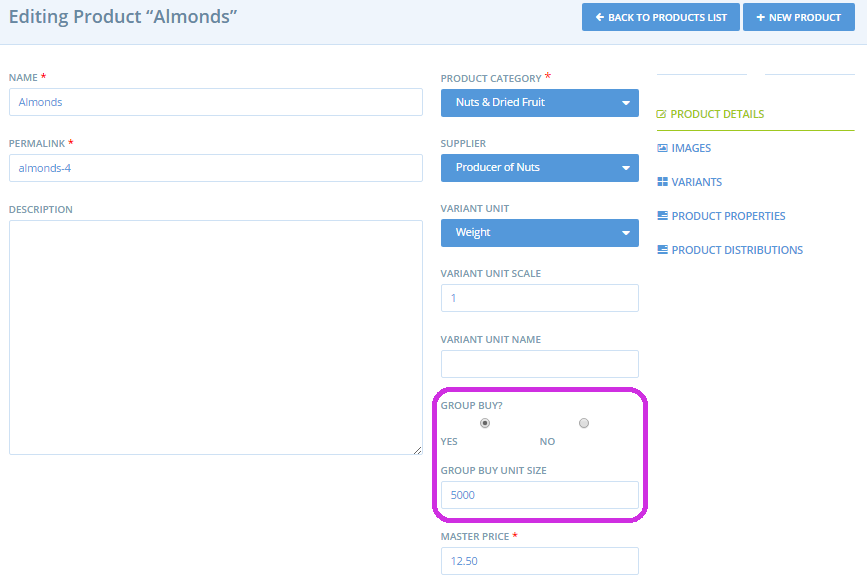 Editing Product “Almonds”
BACK TO PRODUCTS LIST
NEW PRODUCT
NAME *
Almonds
PERMALINK *
almonds-4
DESCRIPTION
PRODUCT CATEGORY *
Nuts & Dried Fruit
SUPPLIER
Producer of Nuts
VARIANT UNIT
Weight
VARIANT UNIT SCALE
1
VARIANT UNIT NAME
GROUP BUY?
YES NO
GROUP BUY UNIT SIZE
5000
MASTER PRICE *
12.50
PRODUCT DETAILS
IMAGES
VARIANTS
PRODUCT PROPERTIES
PRODUCT DISTRIBUTIONS